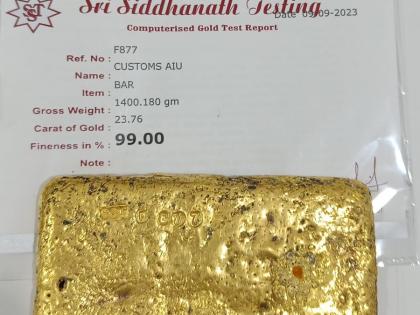 Sri Siddhanath Testing
Date 09-09-2023
Computerised Gold Test Report
Ref. No : F877
Name : CUSTOMS AIU
Item : BAR
Gross Weight : 1400.180 gm
Carat of Gold : 23.76
Fineness in % : 99.00
Note :